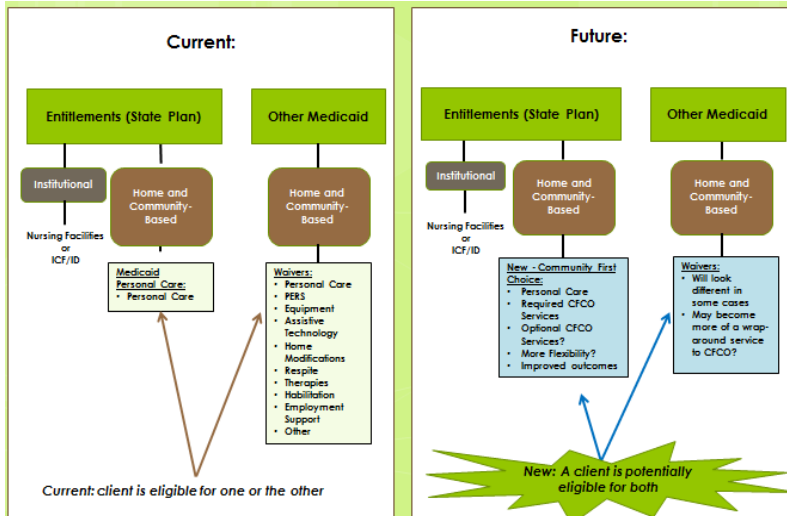 Current:
Entitlements (State Plan)
Other Medicaid
Institutional
Home and
Community-
Based
Home and
Community-
Based
Nursing Facilities
or
ICF/ID
Medicaid
Personal Care:
• Personal Care
Waivers:
• Personal Care
• PERS
• Equipment
• Assistive
Technology
• Home
Modifications
• Respite
• Therapies
• Habilitation
• Employment
Support
• Other
Current: client is eligible for one or the other
Future:
Entitlements (State Plan)
Other Medicaid
Institutional
Home and
Community-
Based
Home and
Community-
Based
Nursing Facilities
or
ICF/ID
New - Community First
Choice:
• Personal Care
• Required CFCO
Services
• Optional CFCO
Services?
• More Flexibility?
• Improved outcomes
Waivers:
• Will look
different in
some cases
• May become
more of a wrap-
around service
to CFCO?
New: A client is potentially
eligible for both